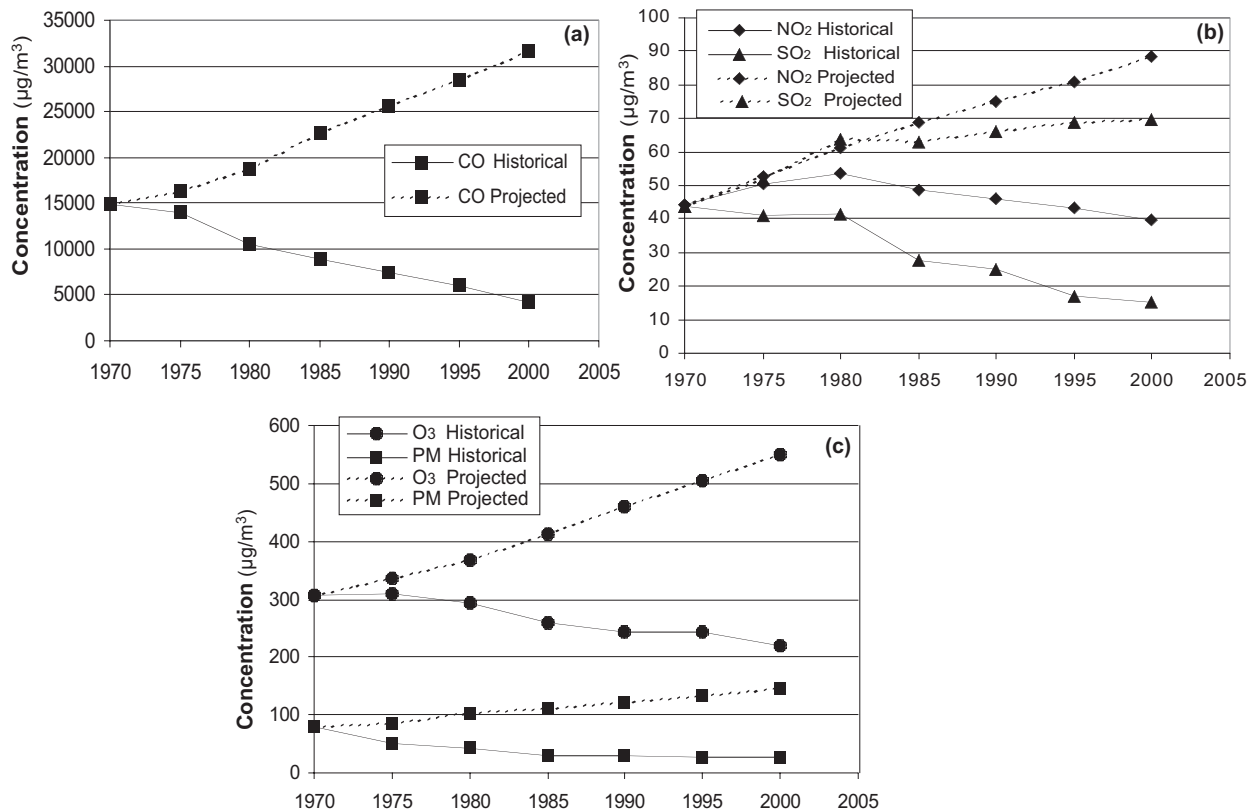 (a)
Concentration (µg/m³)
35000
30000
25000
20000
15000
10000
5000
0
CO Historical
CO Projected
1970 1975 1980 1985 1990 1995 2000 2005
(b)
Concentration (µg/m³)
100
90
80
70
60
50
40
30
20
10
0
NO₂ Historical
SO₂ Historical
NO₂ Projected
SO₂ Projected
1970 1975 1980 1985 1990 1995 2000 2005
(c)
Concentration (µg/m³)
600
500
400
300
200
100
0
O₃ Historical
PM Historical
O₃ Projected
PM Projected
1970 1975 1980 1985 1990 1995 2000 2005